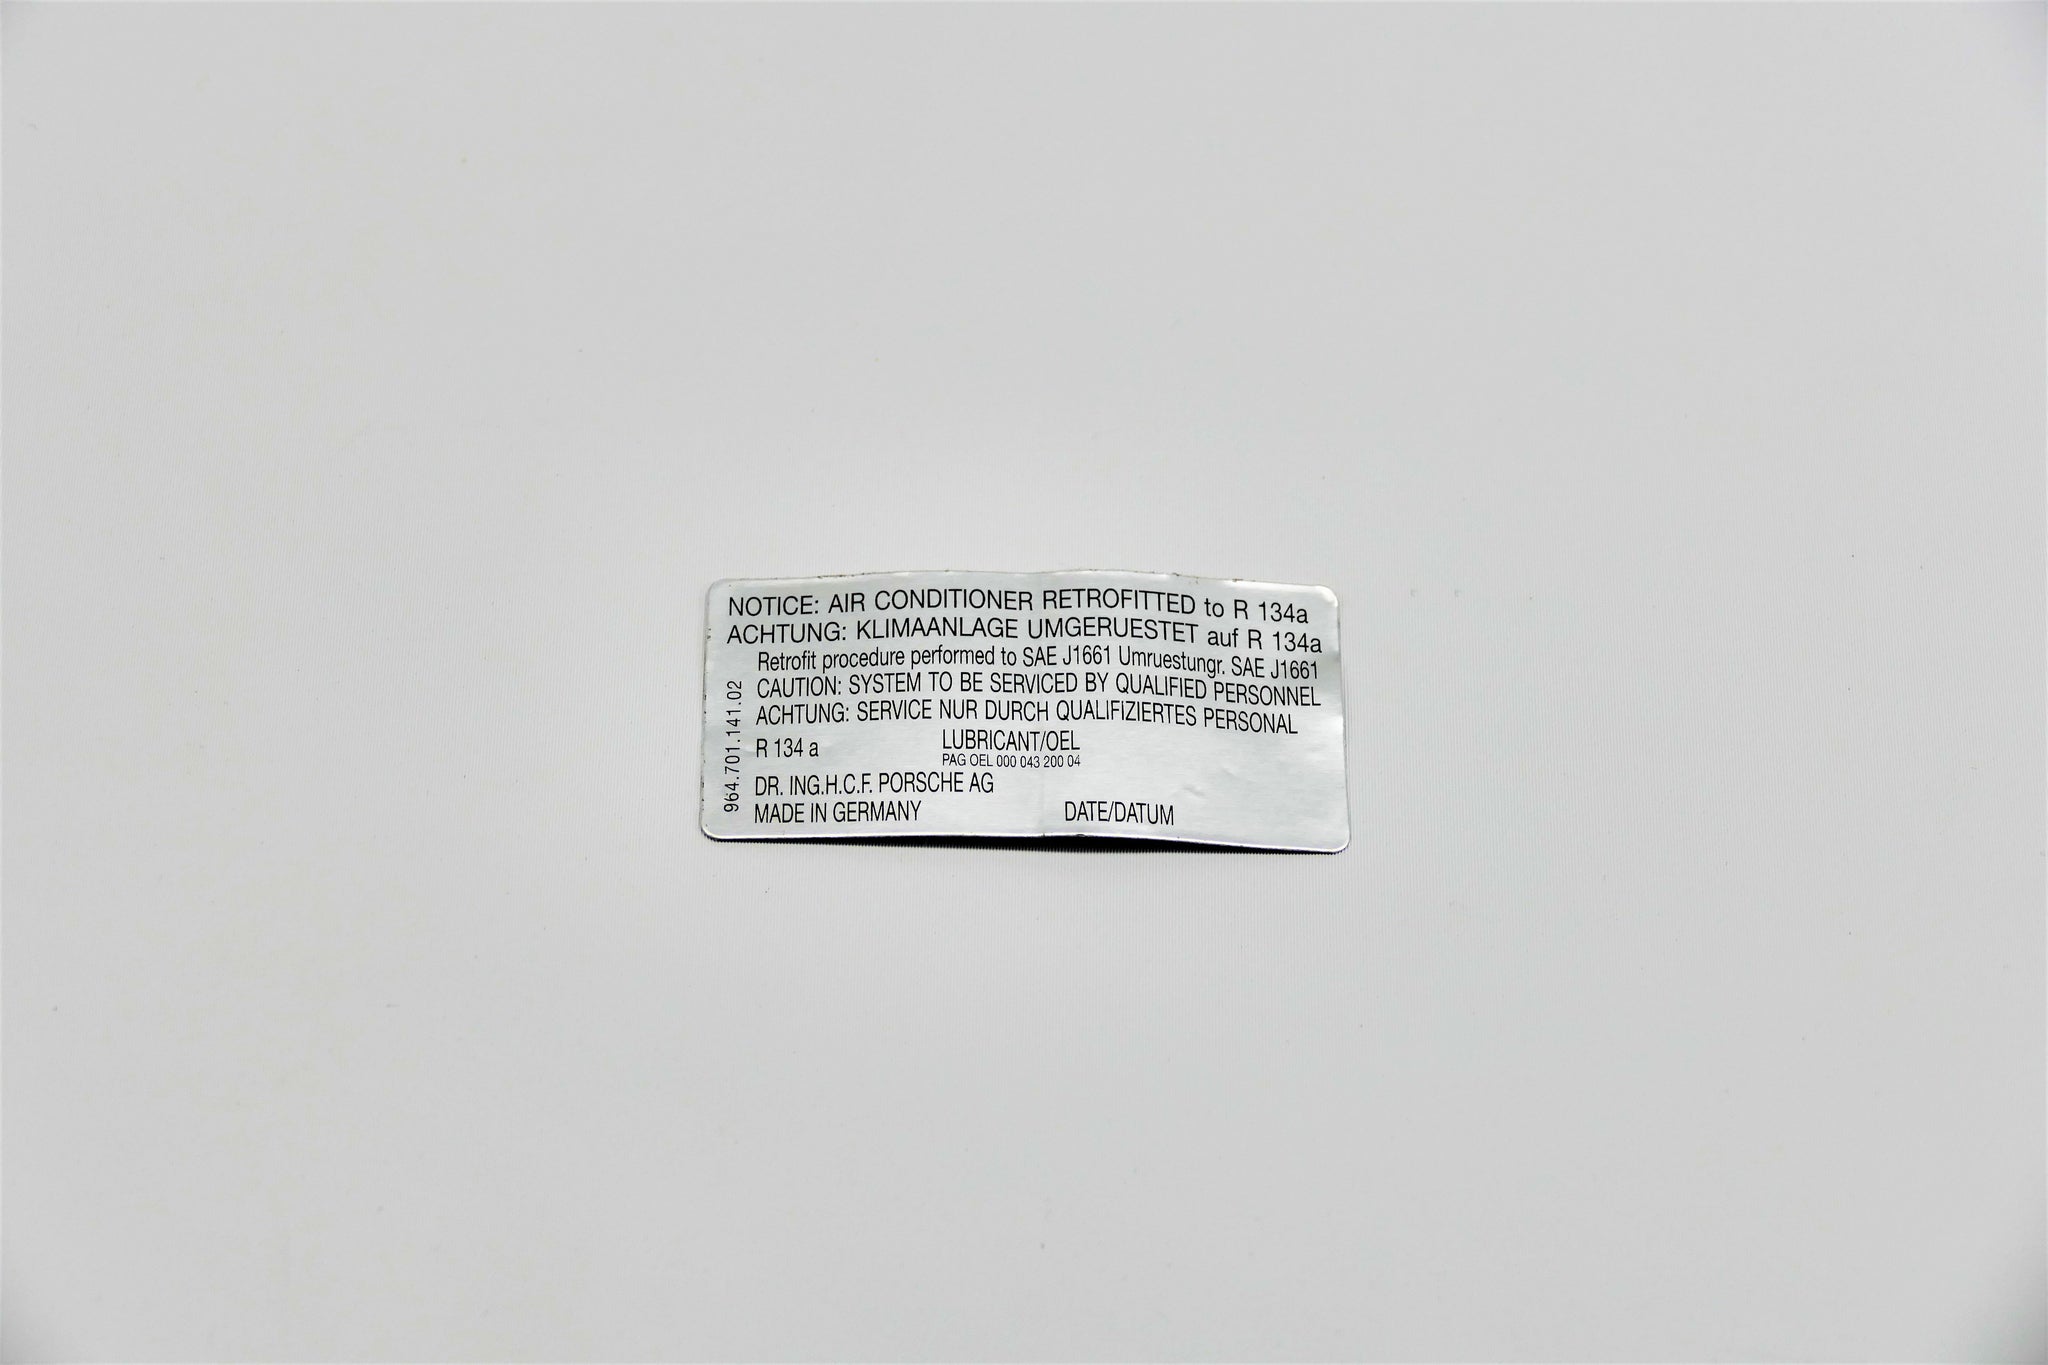 NOTICE: AIR CONDITIONER RETROFITTED to R 134a
ACHTUNG: KLIMAANLAGE UMGERUESTET auf R 134a
Retrofit procedure performed to SAE J1661 Umruestungr. SAE J1661
CAUTION: SYSTEM TO BE SERVICED BY QUALIFIED PERSONNEL
ACHTUNG: SERVICE NUR DURCH QUALIFIZIERTES PERSONAL
R 134 a LUBRICANT/OEL
PAG OEL 000 043 200 04
DR. ING.H.C.F. PORSCHE AG
MADE IN GERMANY DATE/DATUM
964.701.141.02